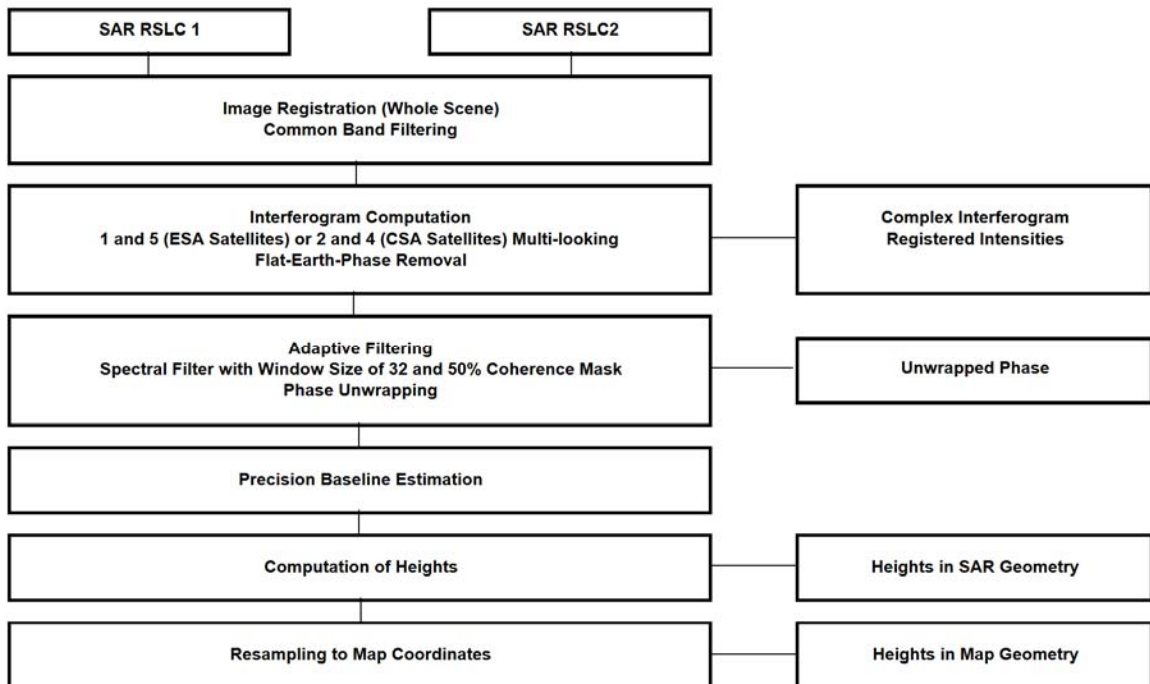 SAR RSLC 1
SAR RSLC2
Image Registration (Whole Scene)
Common Band Filtering
Interferogram Computation
1 and 5 (ESA Satellites) or 2 and 4 (CSA Satellites) Multi-looking
Flat-Earth-Phase Removal
Complex Interferogram
Registered Intensities
Adaptive Filtering
Spectral Filter with Window Size of 32 and 50% Coherence Mask
Phase Unwrapping
Unwrapped Phase
Precision Baseline Estimation
Computation of Heights
Heights in SAR Geometry
Resampling to Map Coordinates
Heights in Map Geometry